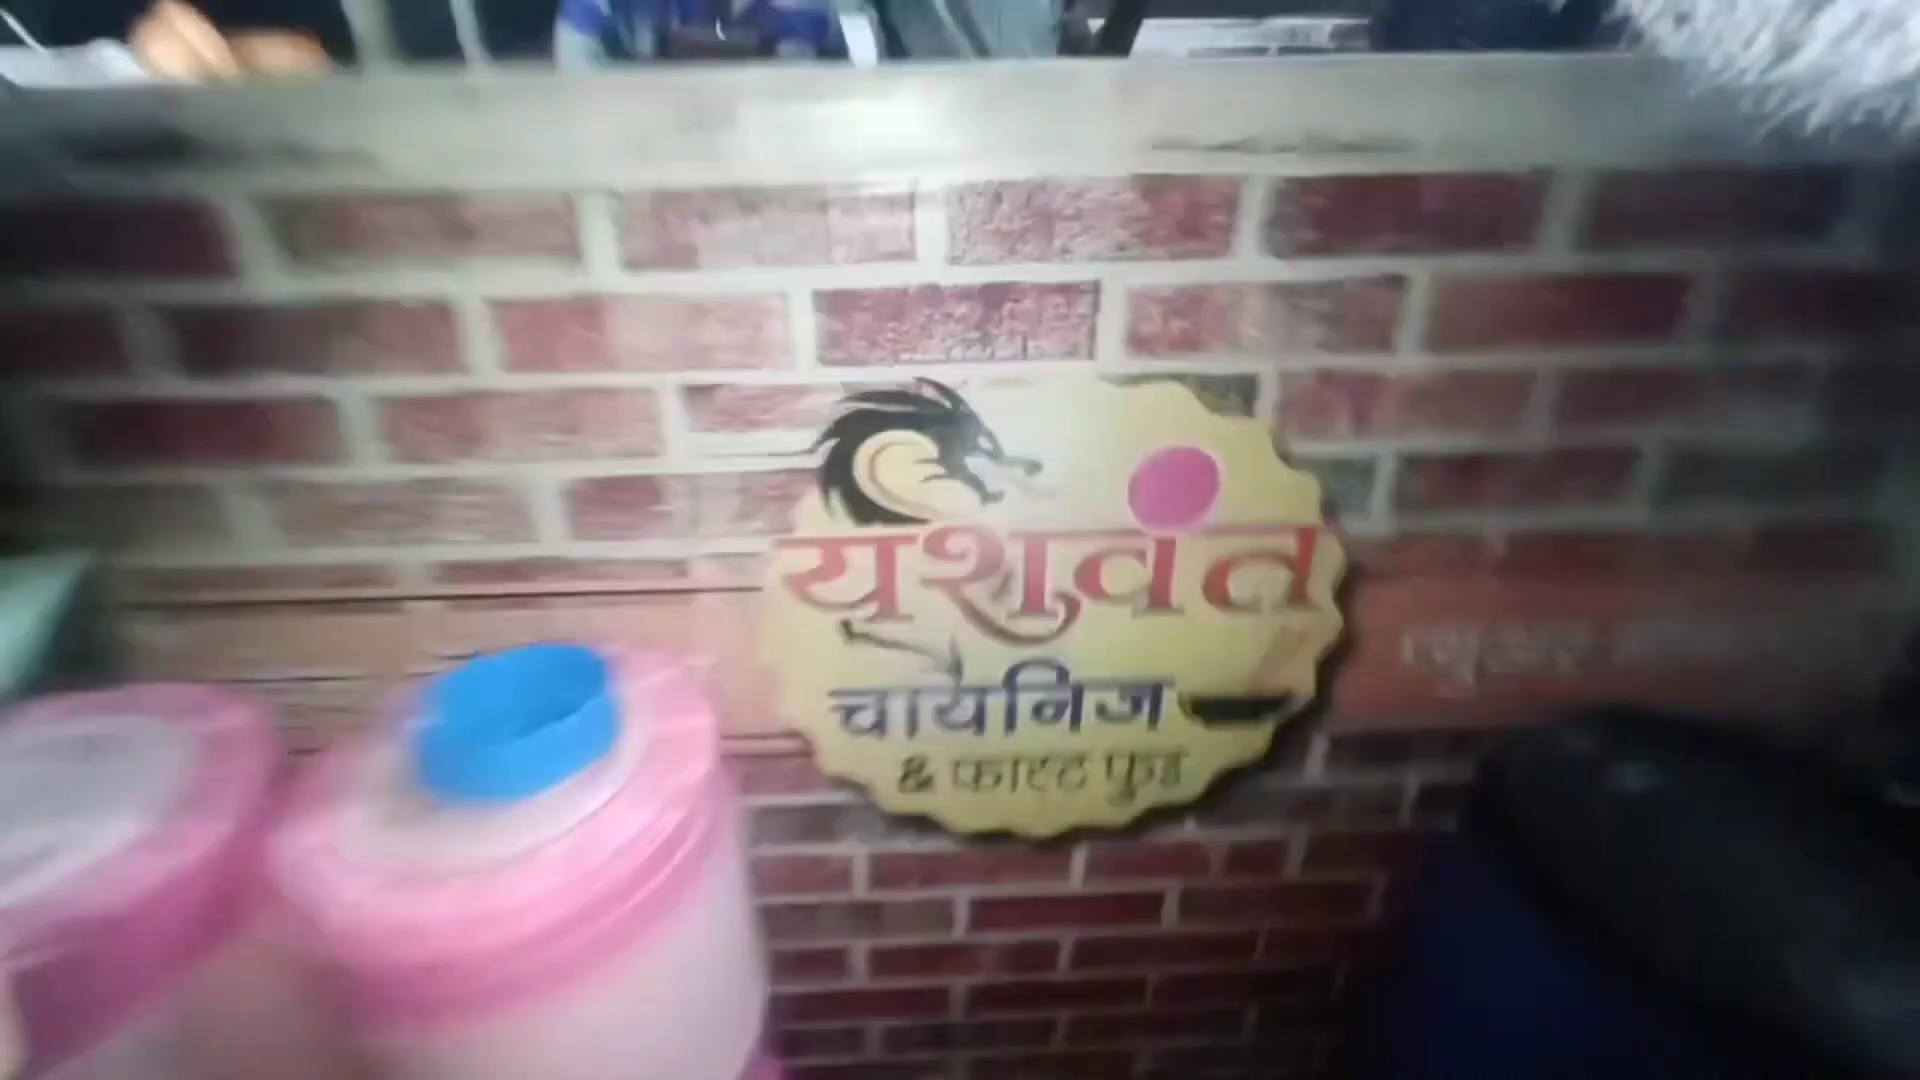 यशवंत
चायनिज
& फास्ट फुड